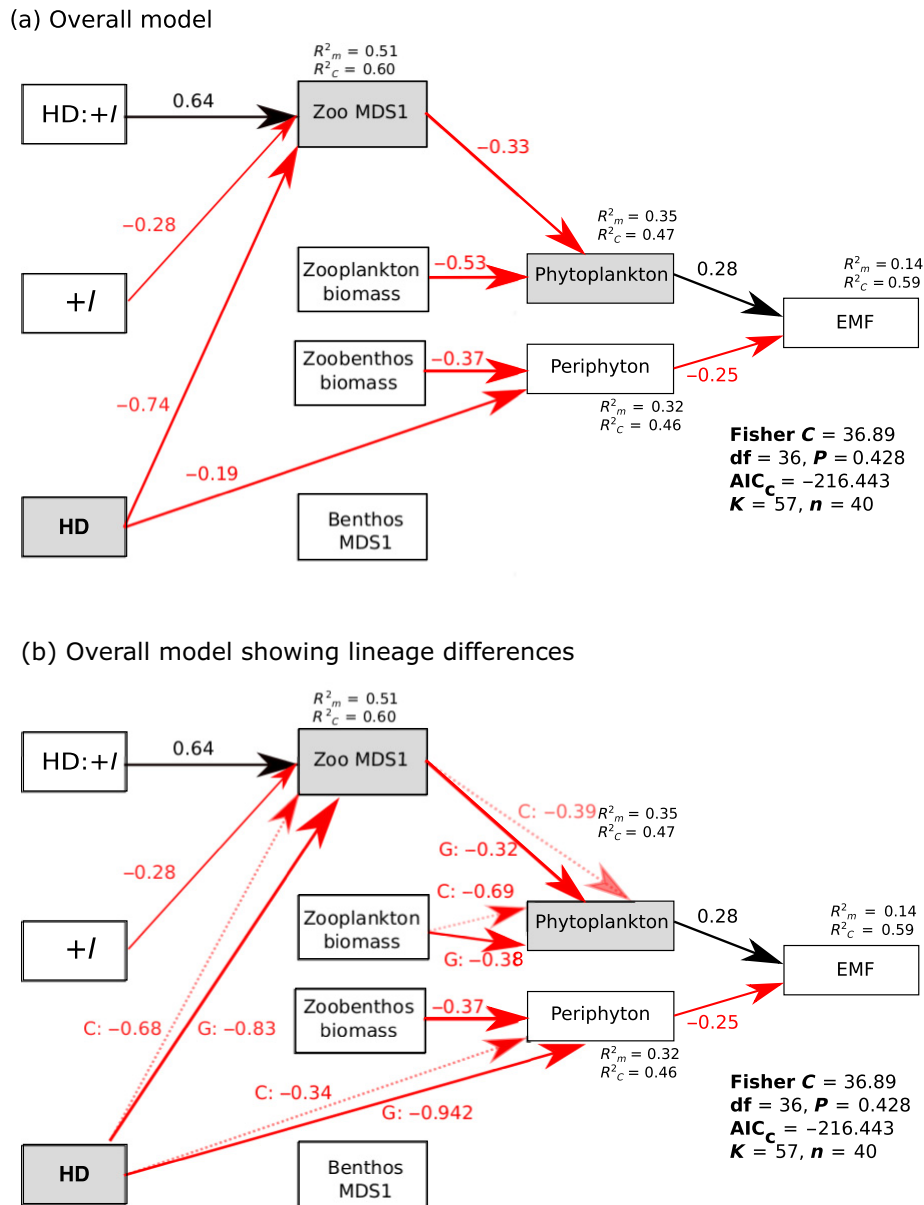 (a) Overall model
R²m = 0.51
R²C = 0.60
HD:+I
0.64
Zoo MDS1
−0.33
−0.28
R²m = 0.35
R²C = 0.47
+I
Zooplankton
biomass
−0.53
Phytoplankton
0.28
R²m = 0.14
R²C = 0.59
EMF
Zoobenthos
biomass
−0.37
Periphyton
−0.25
−0.74
R²m = 0.32
R²C = 0.46
−0.19
Fisher C = 36.89
df = 36, P = 0.428
AICc = −216.443
K = 57, n = 40
HD
Benthos
MDS1
(b) Overall model showing lineage differences
R²m = 0.51
R²C = 0.60
HD:+I
0.64
Zoo MDS1
C: −0.39
R²m = 0.35
R²C = 0.47
G: −0.32
−0.28
C: −0.69
+I
Zooplankton
biomass
G: −0.38
Phytoplankton
0.28
R²m = 0.14
R²C = 0.59
EMF
Zoobenthos
biomass
−0.37
Periphyton
−0.25
C: −0.68
G: −0.83
R²m = 0.32
R²C = 0.46
C: −0.34
G: −0.942
Fisher C = 36.89
df = 36, P = 0.428
AICc = −216.443
K = 57, n = 40
HD
Benthos
MDS1